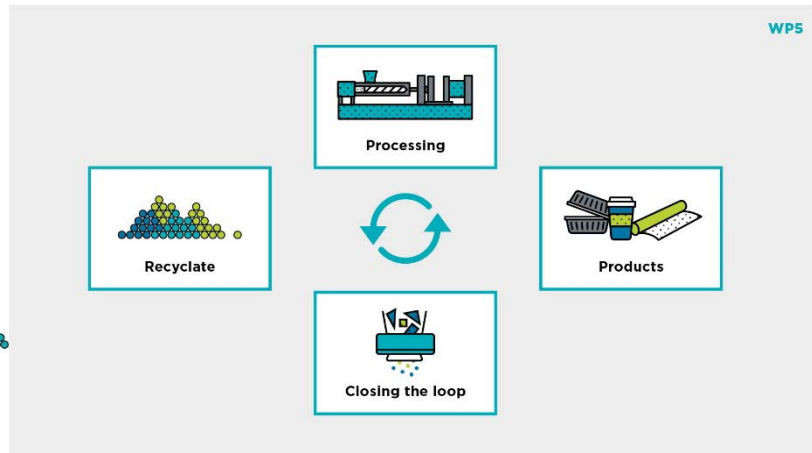 WP5
Processing
Recyclate
Products
Closing the loop